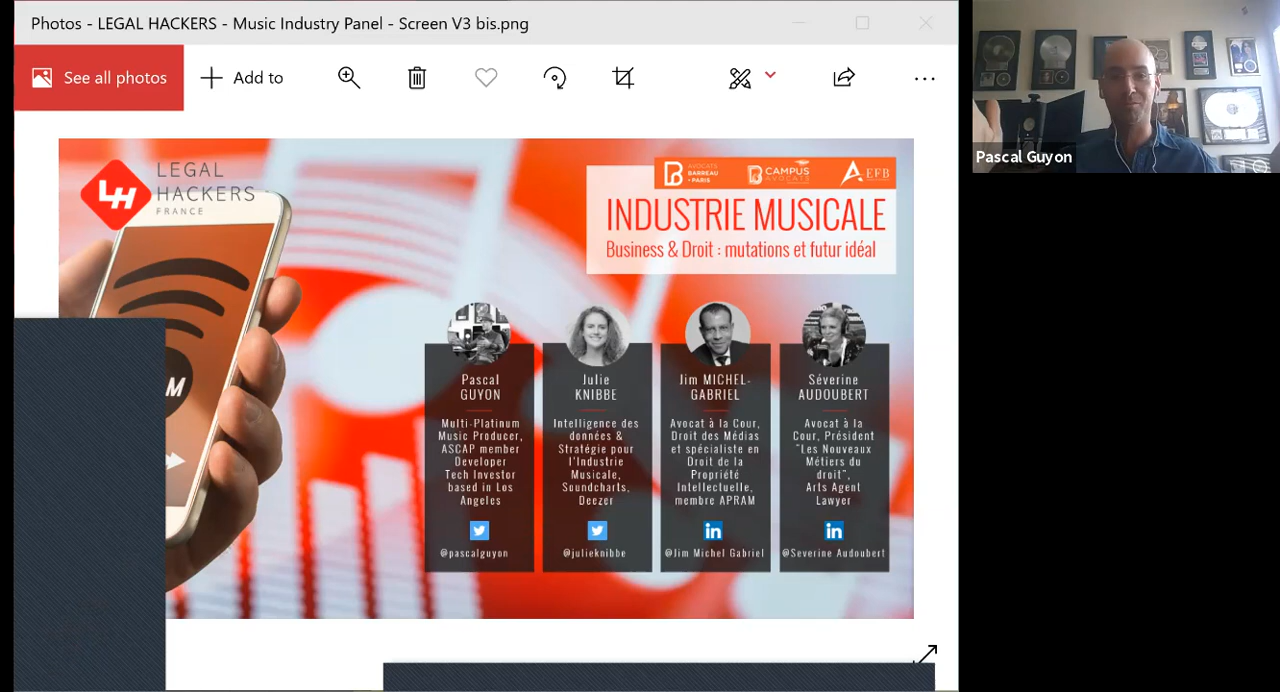 Photos - LEGAL HACKERS - Music Industry Panel - Screen V3 bis.png
See all photos
Add to
Pascal Guyon
LEGAL
HACKERS
FRANCE
LH
AVOCATS
BARREAU
PARIS
CAMPUS
AVOCATS
A
EFB
INDUSTRIE MUSICALE
Business & Droit : mutations et futur idéal
M
Pascal
GUYON
Multi-Platinum
Music Producer,
ASCAP member
Developer
Tech Investor
based in Los
Angeles
@pascalguyon
Julie
KNIBBE
Intelligence des
données &
Stratégie pour
l'Industrie
Musicale,
Soundcharts,
Deezer
@julieknibbe
Jim MICHEL-
GABRIEL
Avocat à la Cour,
Droit des Médias
et spécialiste en
Droit de la
Propriété
Intellectuelle,
membre APRAM
in
@Jim Michel Gabriel
Séverine
AUDOUBERT
Avocat à la
Cour, Président
"Les Nouveaux
Métiers du
droit",
Arts Agent
Lawyer
in
@Severine Audoubert